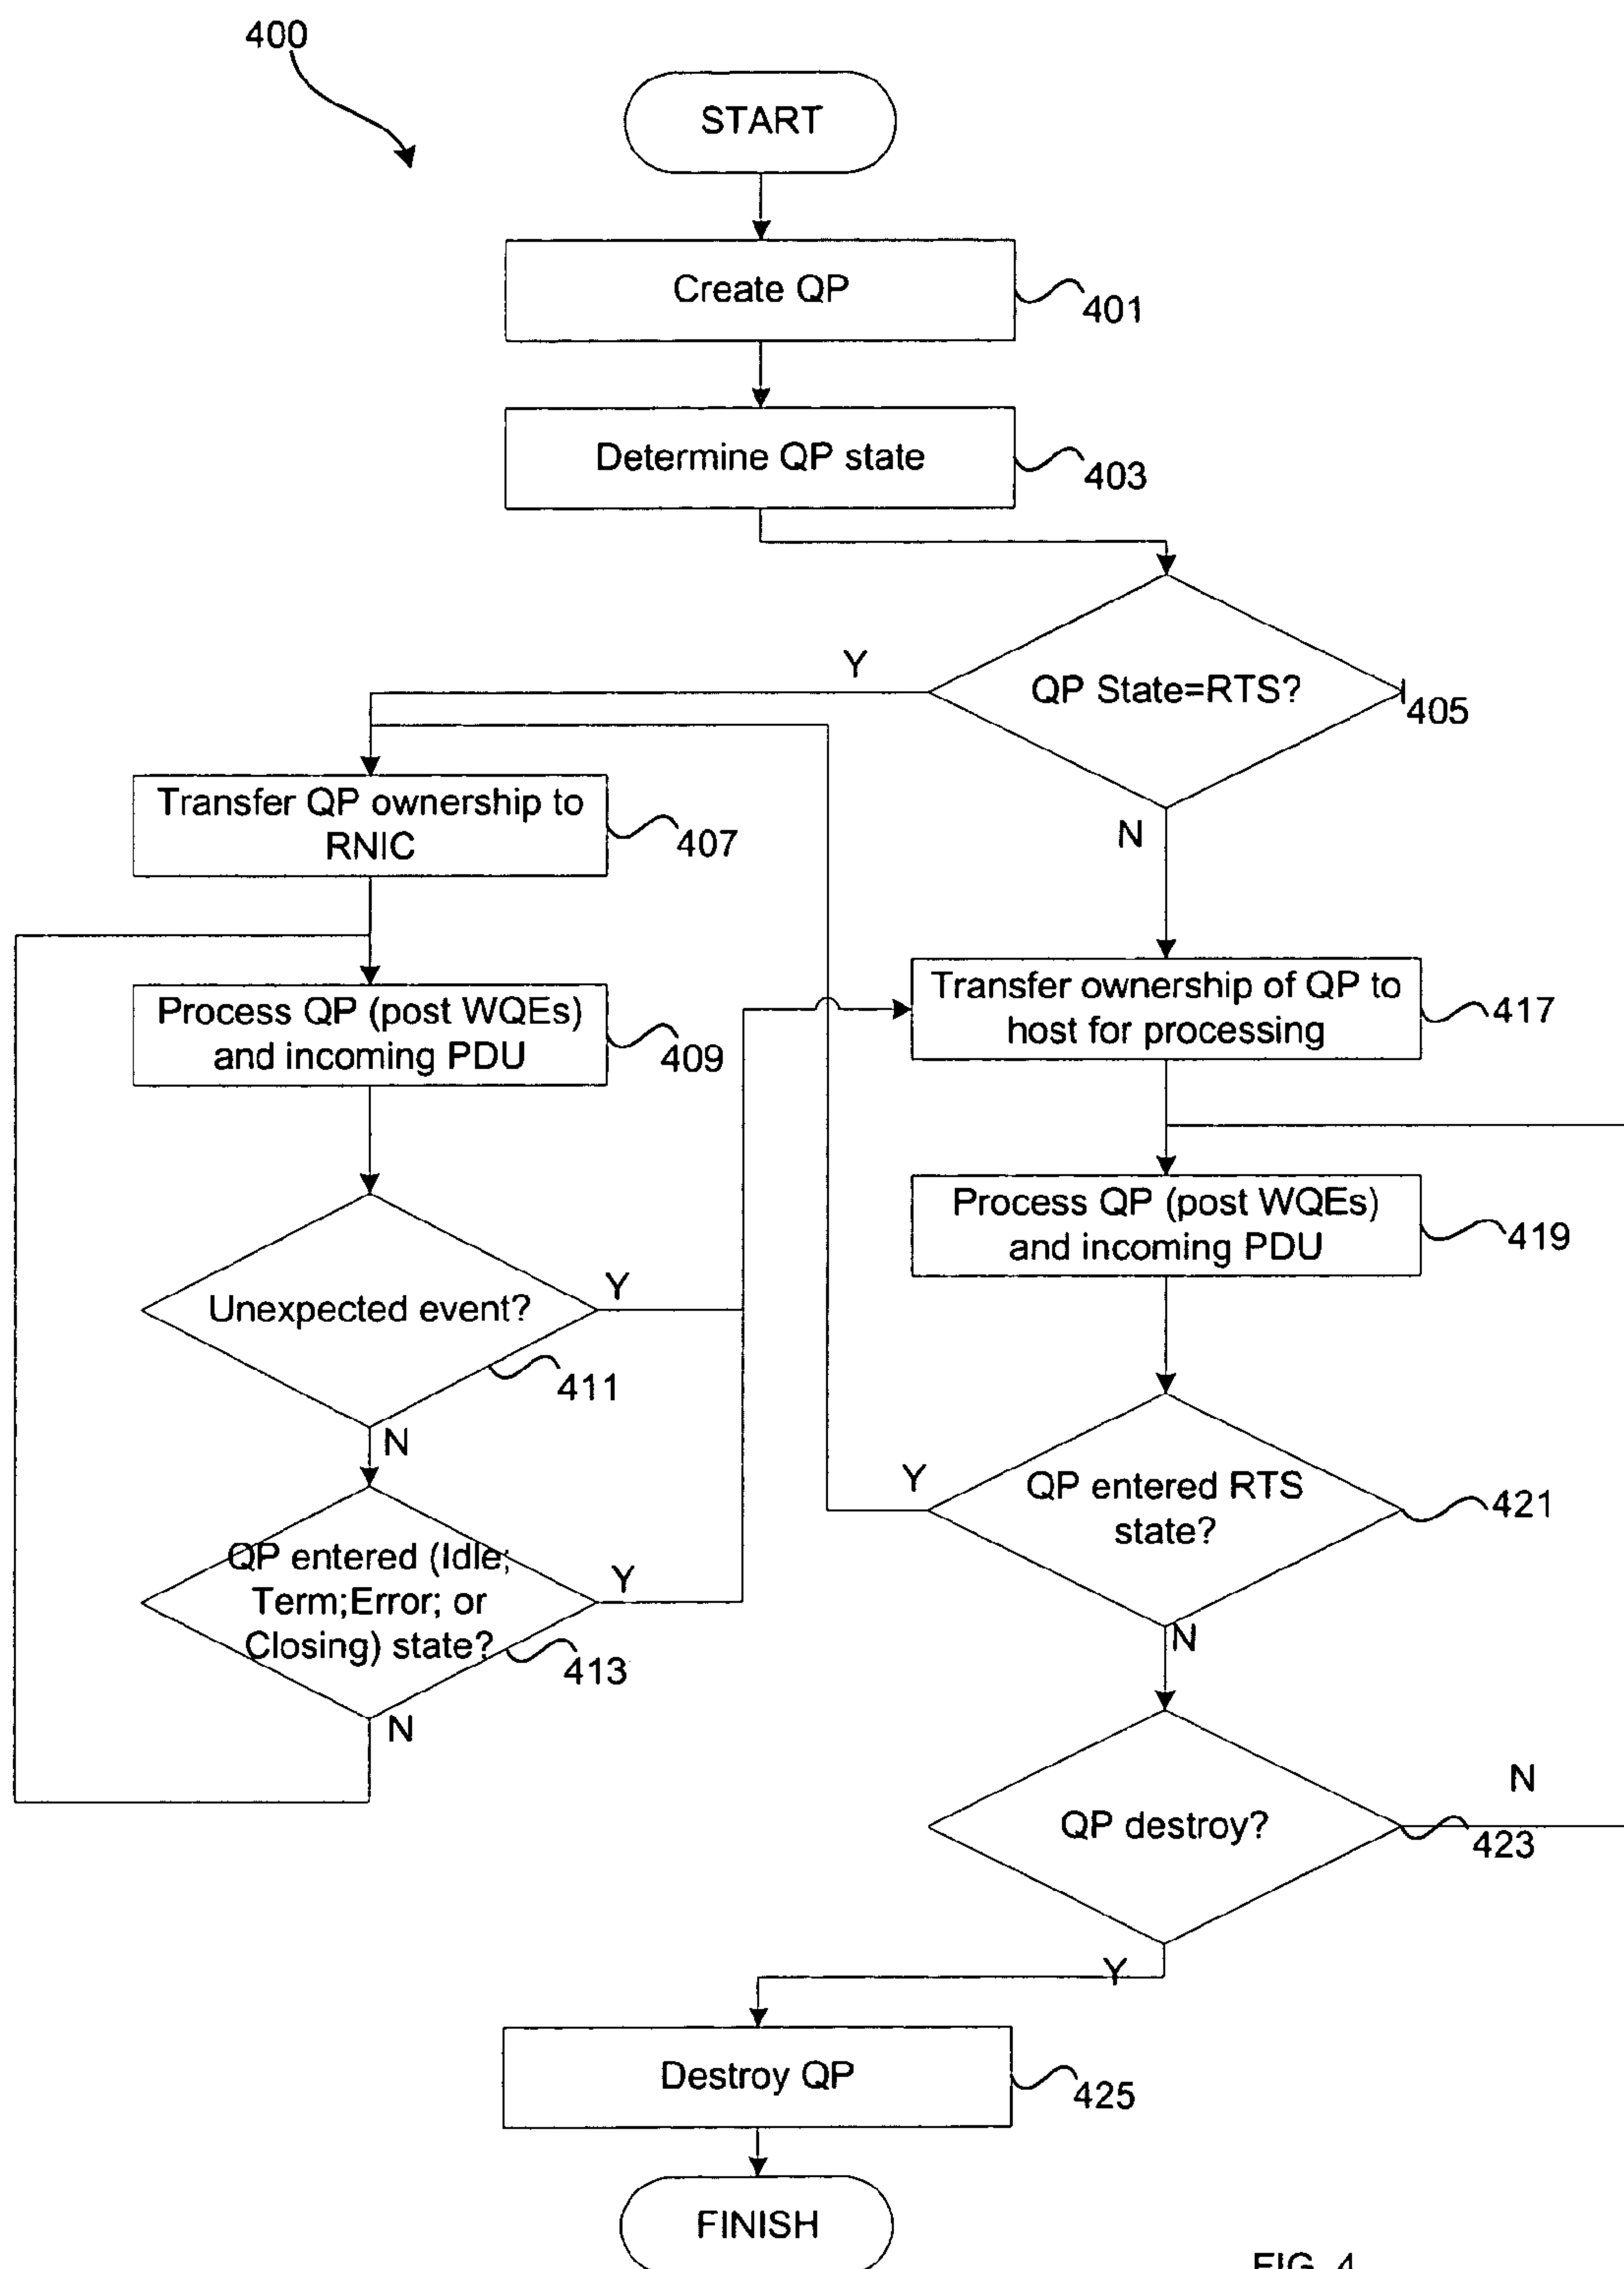 400
START
Create QP
401
Determine QP state
403
Y
QP State=RTS?
405
N
Transfer QP ownership to
RNIC
407
Process QP (post WQEs)
and incoming PDU
409
Transfer ownership of QP to
host for processing
417
Process QP (post WQEs)
and incoming PDU
419
Unexpected event?
Y
411
N
QP entered (Idle;
Term;Error; or
Closing) state?
Y
413
N
Y
QP entered RTS
state?
421
N
QP destroy?
N
423
Y
Destroy QP
425
FINISH
FIG. 4